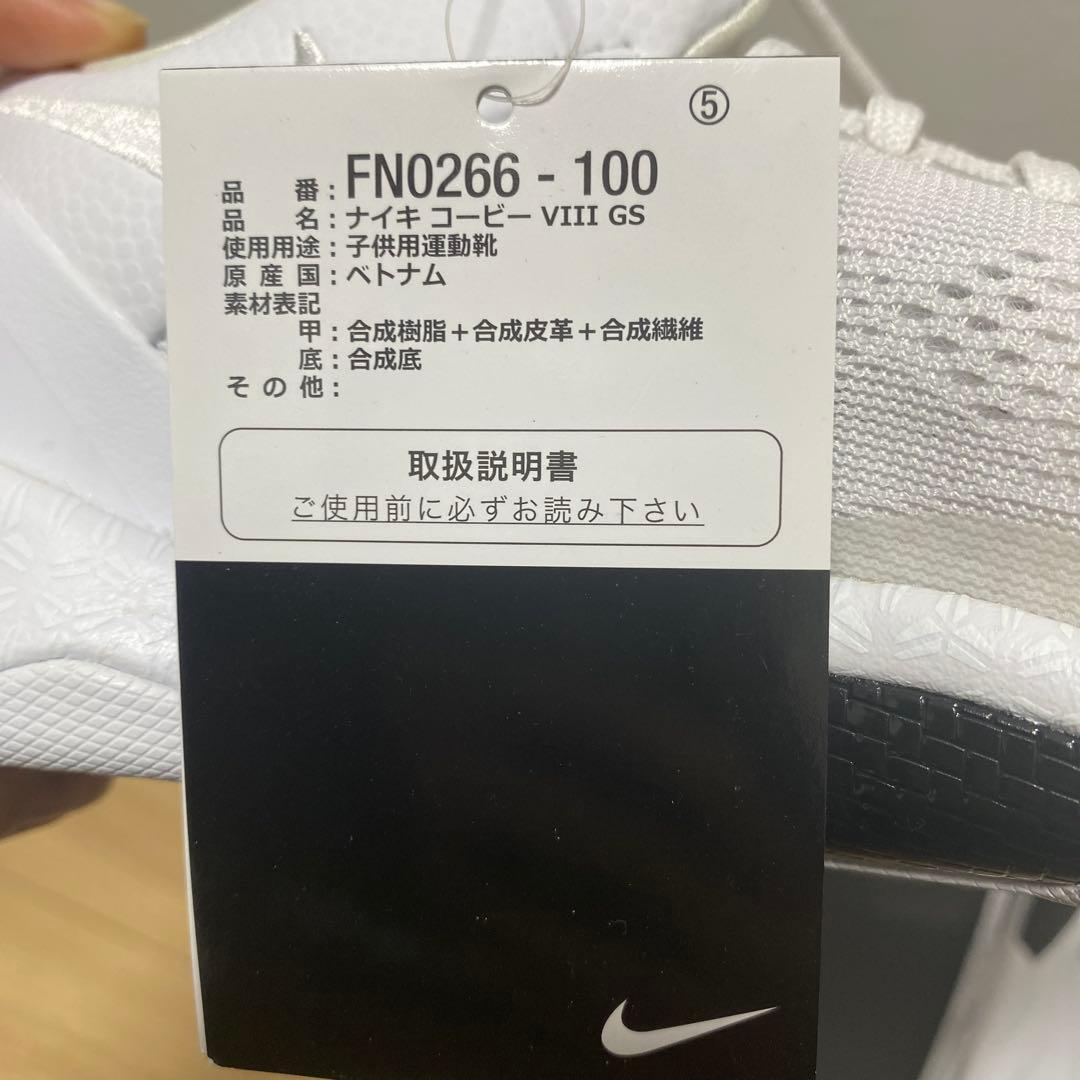 ⑤
品番:FN0266 - 100
品名:ナイキ コービー VIII GS
使用用途:子供用運動靴
原産国:ベトナム
素材表記
甲:合成樹脂+合成皮革+合成繊維
底:合成底
その他:
取扱説明書
ご使用前に必ずお読み下さい